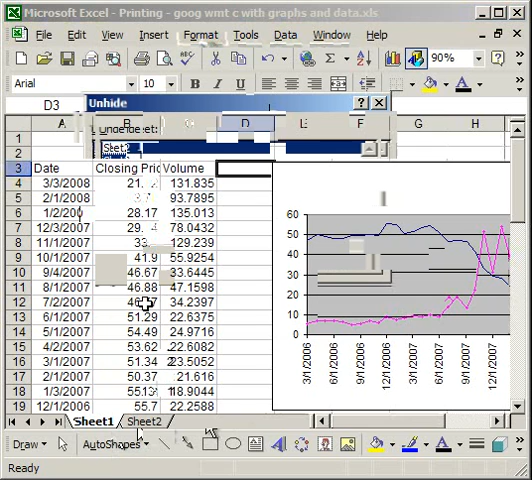 Microsoft Excel - Printing - goog wmt c with graphs and data.xls
File Edit View Insert Format Tools Data Window Help
90%
Arial 10 B
D3 Unhide
A B D F
1
2 Sheet2
3 Date Closing Pric Volume
4 3/3/2008 131.835
5 2/1/2008 93.7895
6 28.17 135.013
7 12/3/2007 78.0432
8 11/1/2007 129.239
9 10/1/2007 41.9 55.9254
10 9/4/2007 46.67 33.6445
11 8/1/2007 46.88 47.1598
12 7/2/2007 34.2397
13 6/1/2007 51.29 22.6375
14 5/1/2007 54.49 24.9716
15 4/2/2007 53.62 22.6082
16 3/1/2007 51.34 23.5052
17 2/1/2007 50.37 21.616
18 1/3/2007 55.13 18.9044
19 12/1/2006 55.7 22.2588
60
50
40
30
20
10
0
3/1/2006
6/1/2006
9/1/2006
12/1/2006
3/1/2007
6/1/2007
9/1/2007
12/1/2007
Sheet1 Sheet2
Draw AutoShapes
Ready